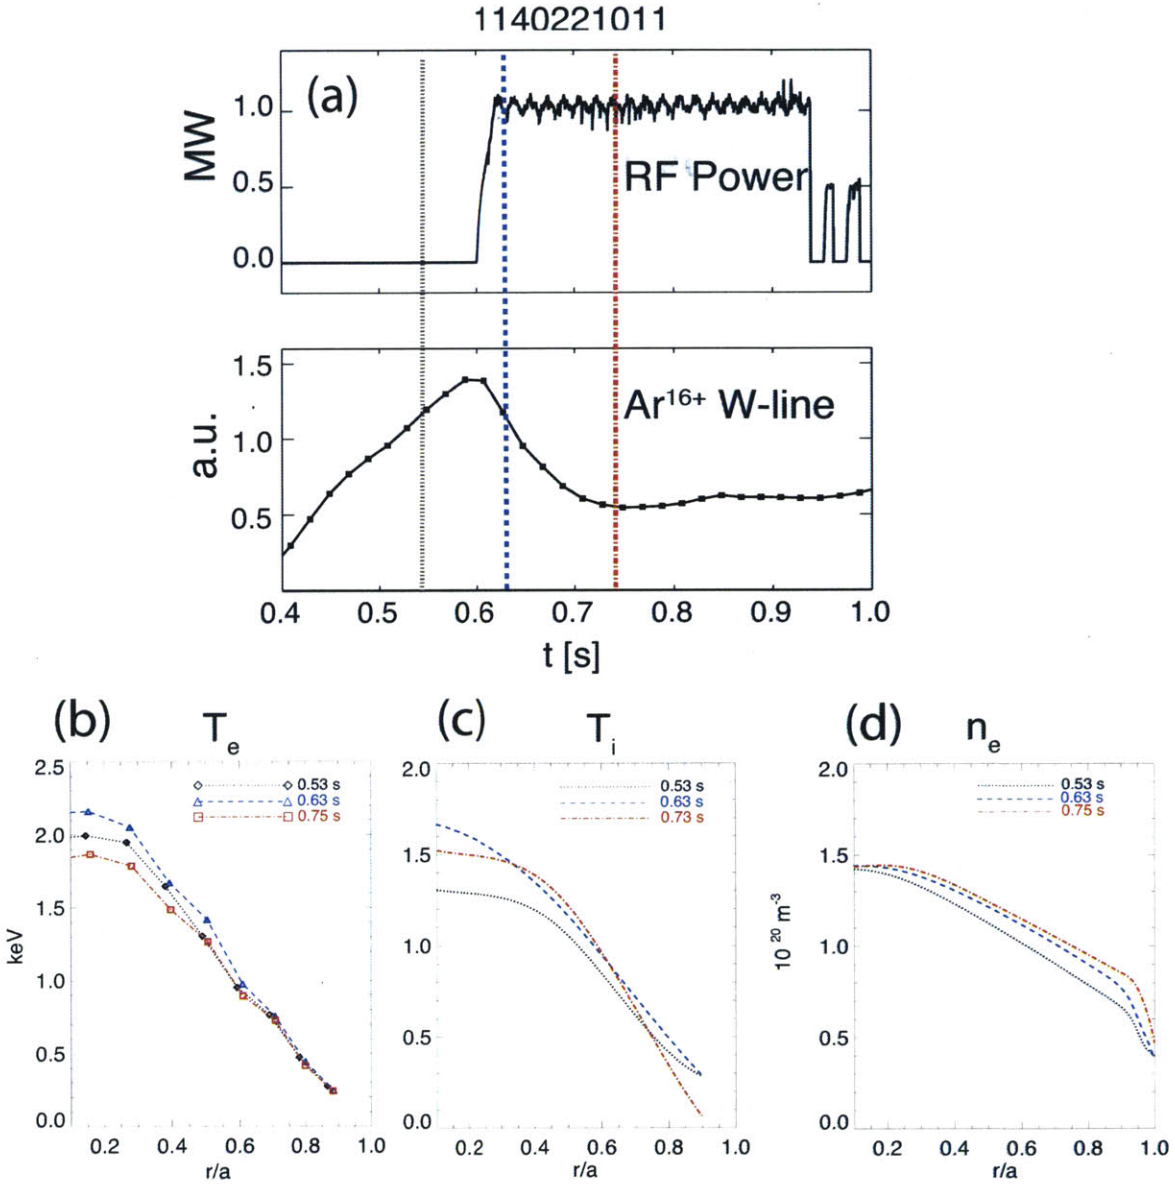 1140221011
(a)
MW
1.0
0.5
0.0
RF Power
a.u.
1.5
1.0
0.5
Ar16+ W-line
0.4 0.5 0.6 0.7 0.8 0.9 1.0
t [s]
(b) Te
2.5
2.0
1.5
1.0
0.5
0.0
keV
0.53 s
0.63 s
0.75 s
0.2 0.4 0.6 0.8 1.0
r/a
(c) Ti
2.0
1.5
1.0
0.5
0.0
0.53 s
0.63 s
0.73 s
0.2 0.4 0.6 0.8 1.0
r/a
(d) ne
2.0
1.5
1.0
0.5
0.0
10 20 m-3
0.53 s
0.63 s
0.75 s
0.2 0.4 0.6 0.8 1.0
r/a